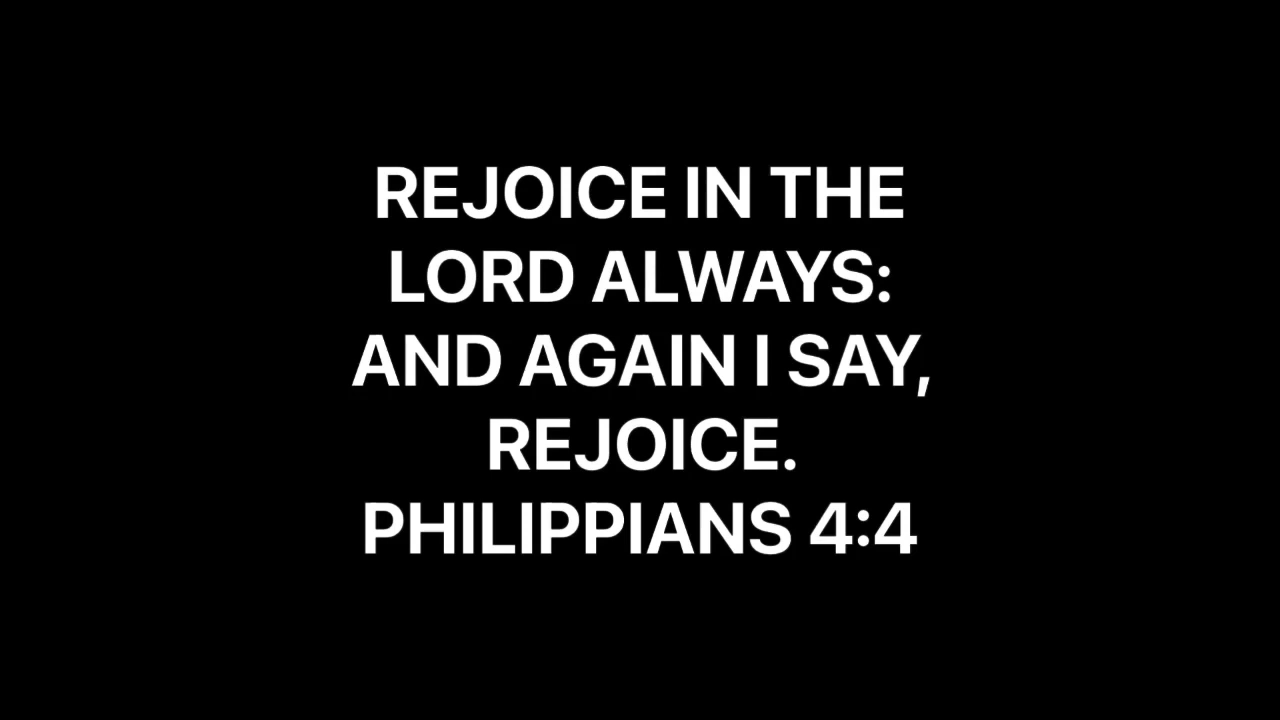 REJOICE IN THE
LORD ALWAYS:
AND AGAIN I SAY,
REJOICE.
PHILIPPIANS 4:4